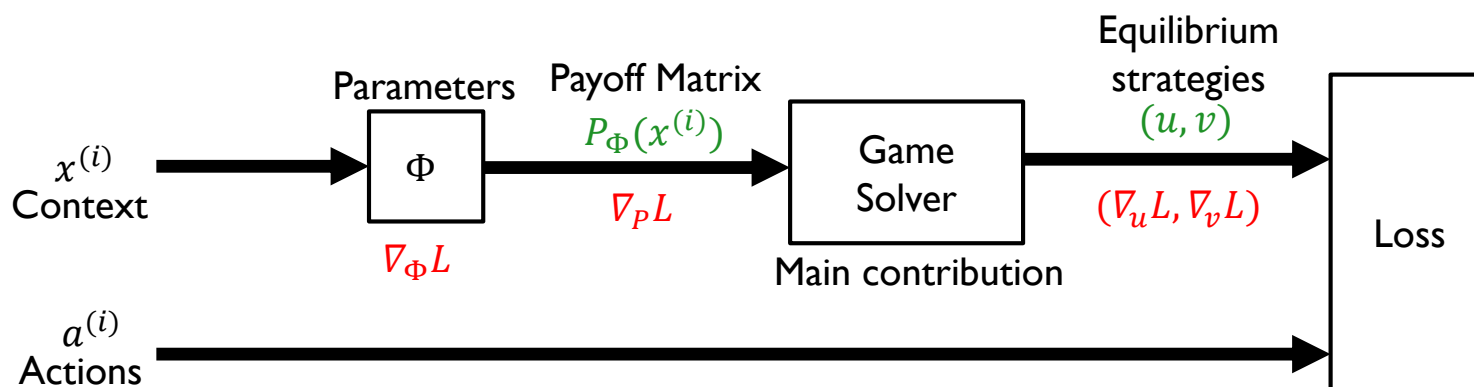 Parameters
Payoff Matrix
Equilibrium
strategies
x^{(i)}
Context
Φ
P_Φ(x^{(i)})
Game
Solver
(u, v)
∇_Φ L
∇_P L
Main contribution
(∇_u L, ∇_v L)
Loss
a^{(i)}
Actions